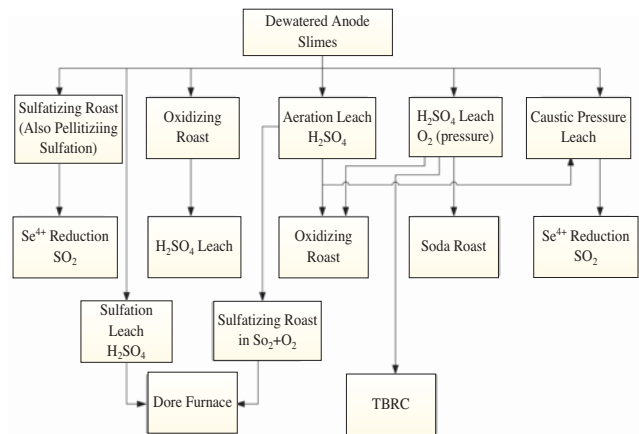 Dewatered Anode
Slimes
Sulfatizing Roast
(Also Pellitiziing
Sulfation)
Oxidizing
Roast
Aeration Leach
H₂SO₄
H₂SO₄ Leach
O₂ (pressure)
Caustic Pressure
Leach
Se⁴⁺ Reduction
SO₂
H₂SO₄ Leach
Oxidizing
Roast
Soda Roast
Se⁴⁺ Reduction
SO₂
Sulfation
Leach
H₂SO₄
Sulfatizing Roast
in So₂+O₂
Dore Furnace
TBRC